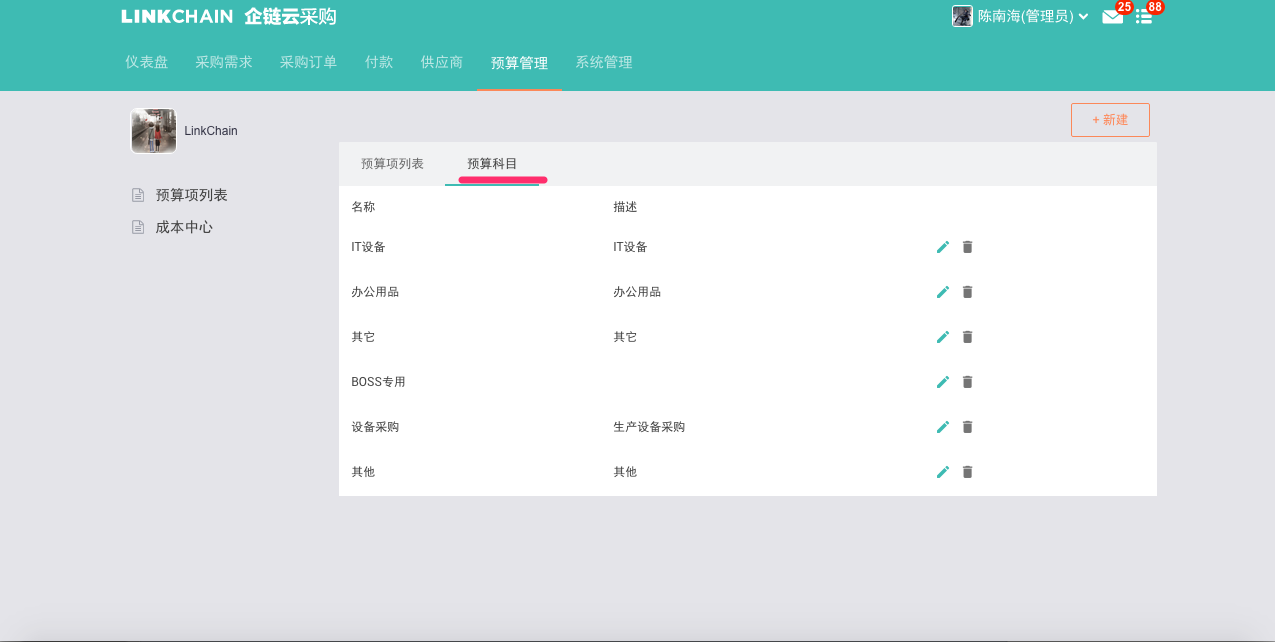 LINKCHAIN 企链云采购
陈南海(管理员) 25 88
仪表盘 采购需求 采购订单 付款 供应商 预算管理 系统管理
LinkChain
+ 新建
预算项列表
成本中心
预算项列表 预算科目
名称 描述
IT设备 IT设备
办公用品 办公用品
其它 其它
BOSS专用
设备采购 生产设备采购
其他 其他